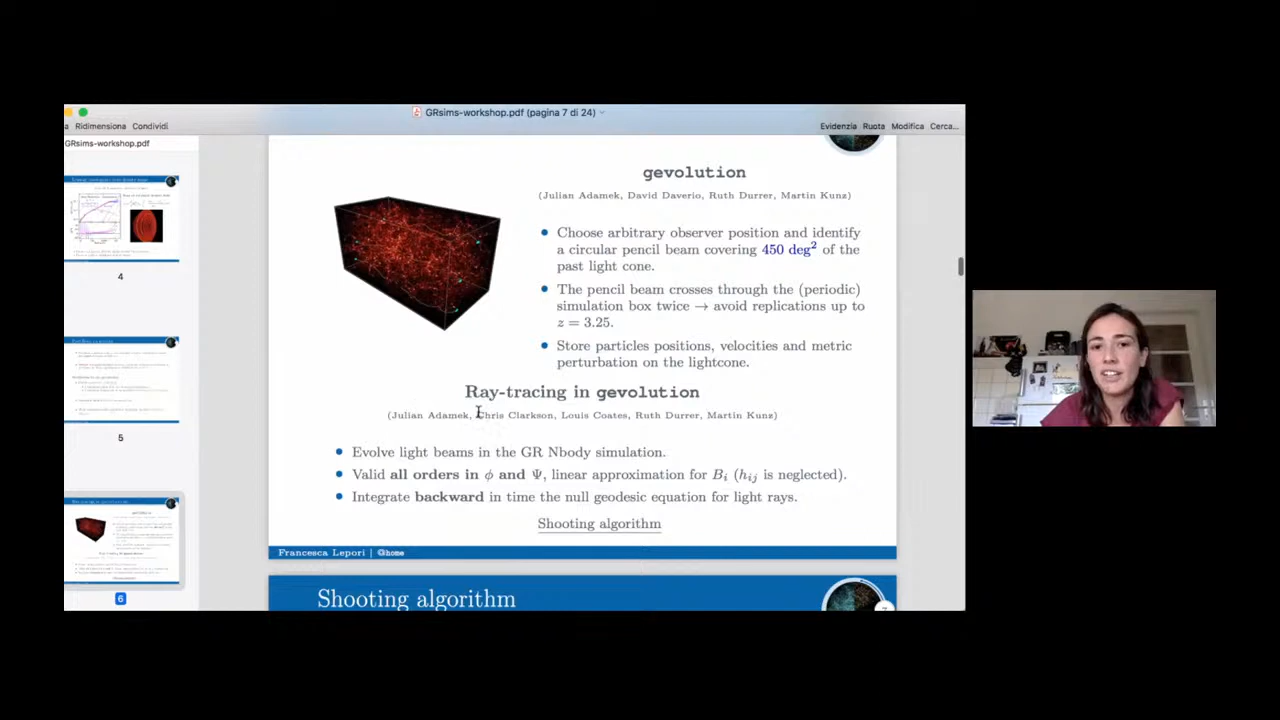 GRsims-workshop.pdf (pagina 7 di 24)
Ridimensiona Condividi
Evidenzia Ruota Modifica Cerca...
GRsims-workshop.pdf
4
5
6
gevolution
(Julian Adamek, David Daverio, Ruth Durrer, Martin Kunz)
• Choose arbitrary observer position and identify
a circular pencil beam covering 450 deg² of the
past light cone.
• The pencil beam crosses through the (periodic)
simulation box twice → avoid replications up to
z = 3.25.
• Store particles positions, velocities and metric
perturbation on the lightcone.
Ray-tracing in gevolution
(Julian Adamek, Chris Clarkson, Louis Coates, Ruth Durrer, Martin Kunz)
• Evolve light beams in the GR Nbody simulation.
• Valid all orders in ϕ and Ψ, linear approximation for Bᵢ (hᵢⱼ is neglected).
• Integrate backward in time the null geodesic equation for light rays.
Shooting algorithm
Francesca Lepori | @home
Shooting algorithm
7